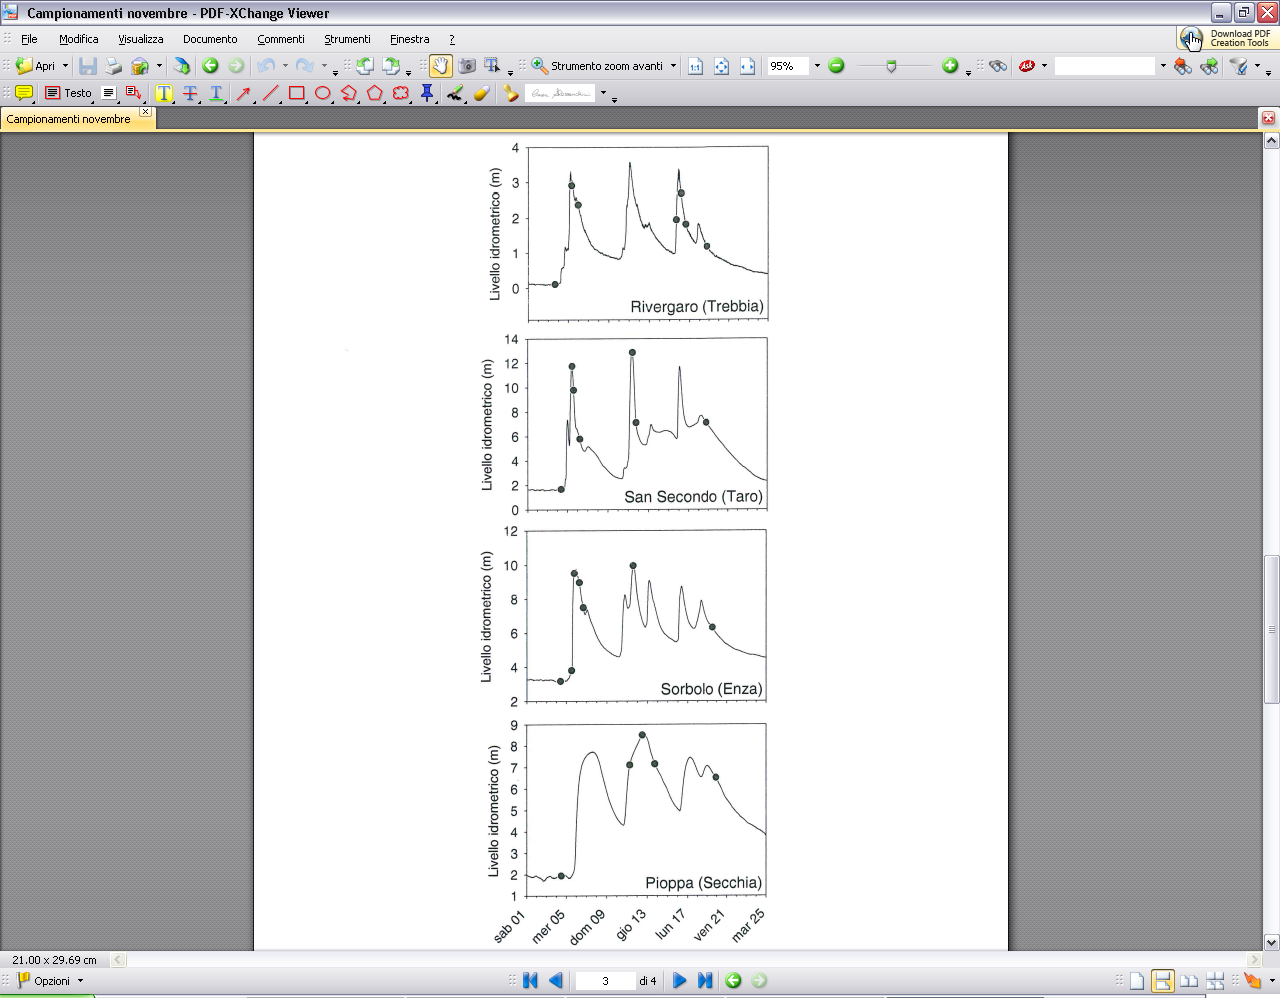 Campionamenti novembre - PDF-XChange Viewer
File Modifica Visualizza Documento Commenti Strumenti Finestra ?
Download PDF
Creation Tools
Apri Strumento zoom avanti 1:1 95% Ask
Testo T T T
Campionamenti novembre
4
3
2
1
0
Livello idrometrico (m)
Rivergaro (Trebbia)
14
12
10
8
6
4
2
0
Livello idrometrico (m)
San Secondo (Taro)
12
10
8
6
4
2
Livello idrometrico (m)
Sorbolo (Enza)
9
8
7
6
5
4
3
2
1
Livello idrometrico (m)
Pioppa (Secchia)
sab 01 mer 05 dom 09 gio 13 lun 17 ven 21 mar 25
21.00 x 29.69 cm
Opzioni 3 di 4